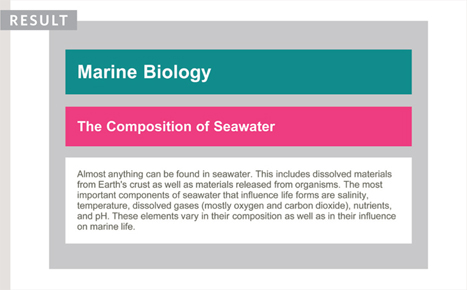 RESULT
Marine Biology
The Composition of Seawater
Almost anything can be found in seawater. This includes dissolved materials
from Earth's crust as well as materials released from organisms. The most
important components of seawater that influence life forms are salinity,
temperature, dissolved gases (mostly oxygen and carbon dioxide), nutrients,
and pH. These elements vary in their composition as well as in their influence
on marine life.